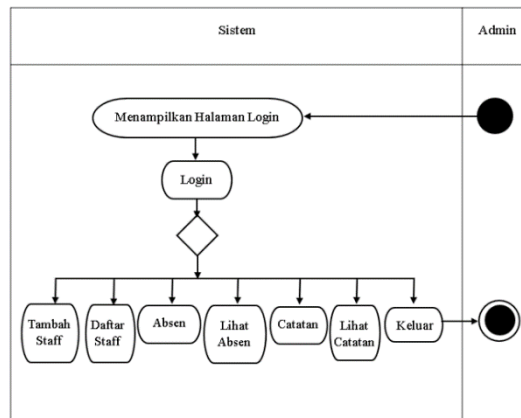 Sistem
Admin
Menampilkan Halaman Login
Login
Tambah
Staff
Daftar
Staff
Absen
Lihat
Absen
Catatan
Lihat
Catatan
Keluar